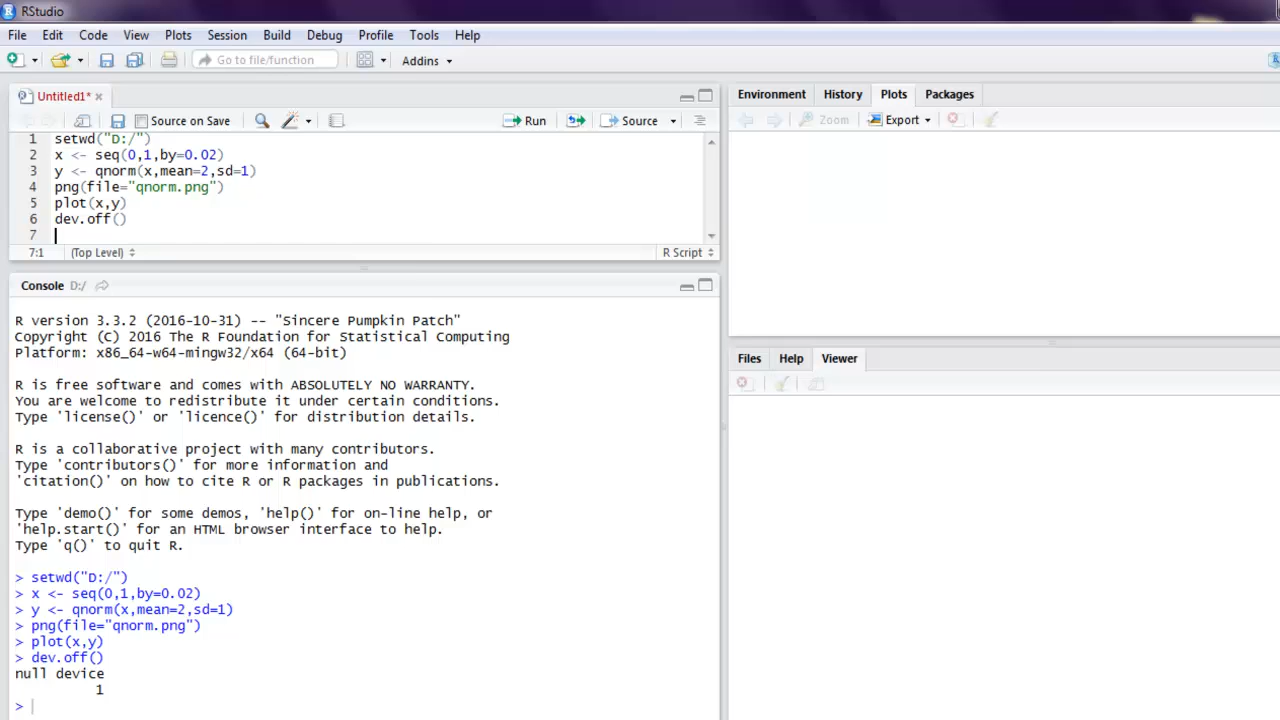 RStudio
File Edit Code View Plots Session Build Debug Profile Tools Help
Go to file/function Addins
Untitled1*
Source on Save Run Source
1 setwd("D:/")
2 x <- seq(0,1,by=0.02)
3 y <- qnorm(x,mean=2,sd=1)
4 png(file="qnorm.png")
5 plot(x,y)
6 dev.off()
7
7:1 (Top Level) R Script
Console D:/
R version 3.3.2 (2016-10-31) -- "Sincere Pumpkin Patch"
Copyright (C) 2016 The R Foundation for Statistical Computing
Platform: x86_64-w64-mingw32/x64 (64-bit)
R is free software and comes with ABSOLUTELY NO WARRANTY.
You are welcome to redistribute it under certain conditions.
Type 'license()' or 'licence()' for distribution details.
R is a collaborative project with many contributors.
Type 'contributors()' for more information and
'citation()' on how to cite R or R packages in publications.
Type 'demo()' for some demos, 'help()' for on-line help, or
'help.start()' for an HTML browser interface to help.
Type 'q()' to quit R.
> setwd("D:/")
> x <- seq(0,1,by=0.02)
> y <- qnorm(x,mean=2,sd=1)
> png(file="qnorm.png")
> plot(x,y)
> dev.off()
null device
1
>
Environment History Plots Packages
Zoom Export
Files Help Viewer